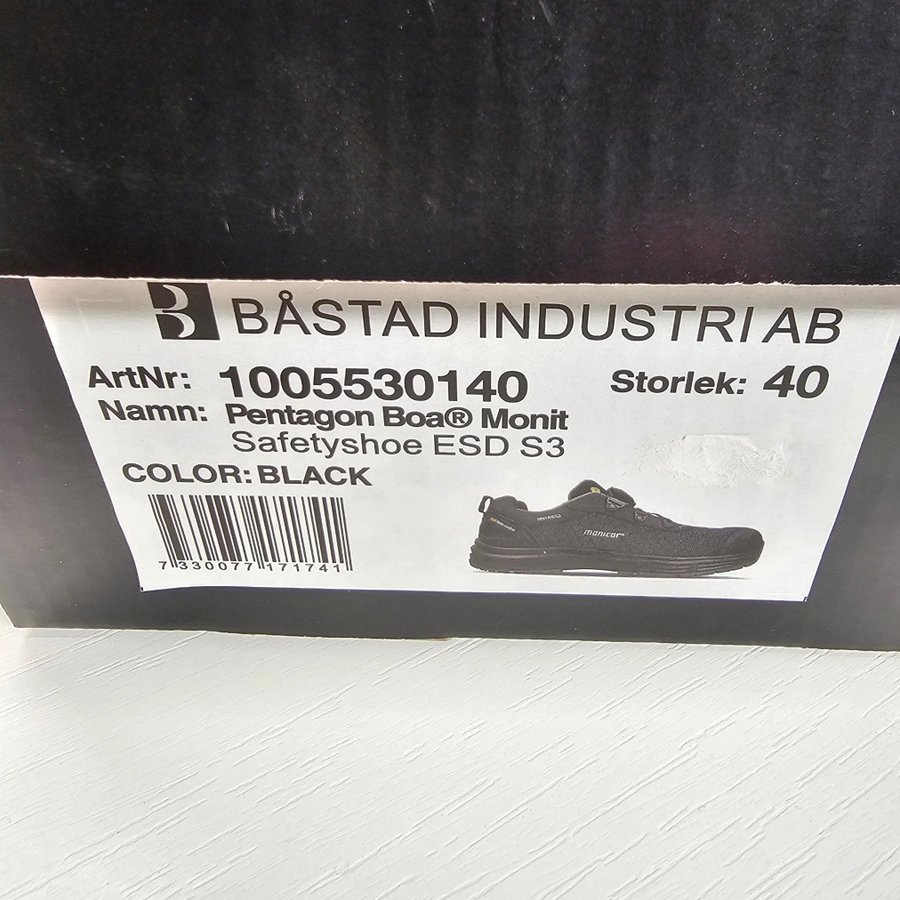 BÅSTAD INDUSTRI AB
ArtNr: 1005530140 Storlek: 40
Namn: Pentagon Boa® Monit
Safetyshoe ESD S3
COLOR: BLACK
7 330077 171741
monitor